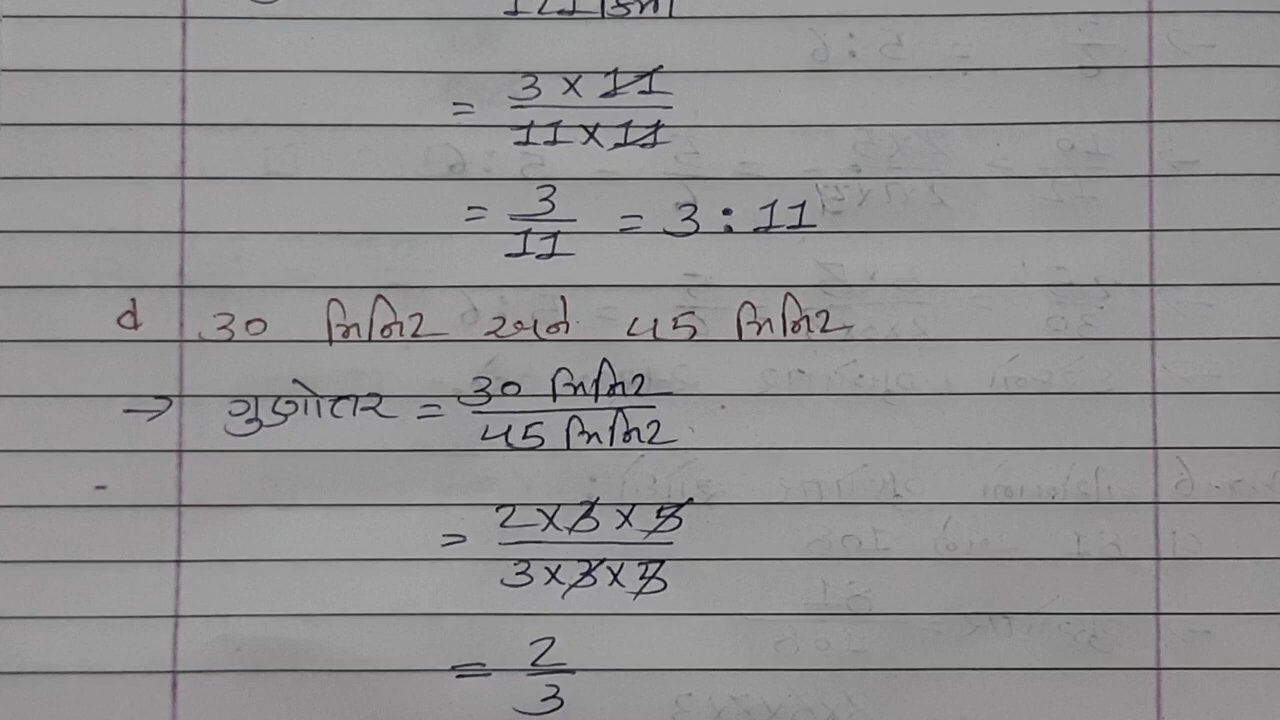 = 3 × 11 / 11 × 11
= 3 / 11 = 3 : 11
d 30 મિનિટ અને 45 મિનિટ
→ ગુણોત્તર = 30 મિનિટ / 45 મિનિટ
= 2 × 3 × 5 / 3 × 3 × 5
= 2 / 3